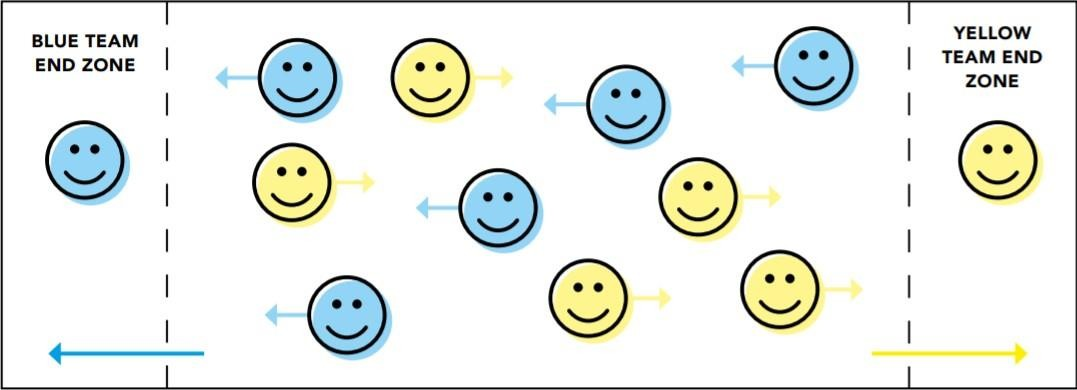 BLUE TEAM
END ZONE
YELLOW
TEAM END
ZONE